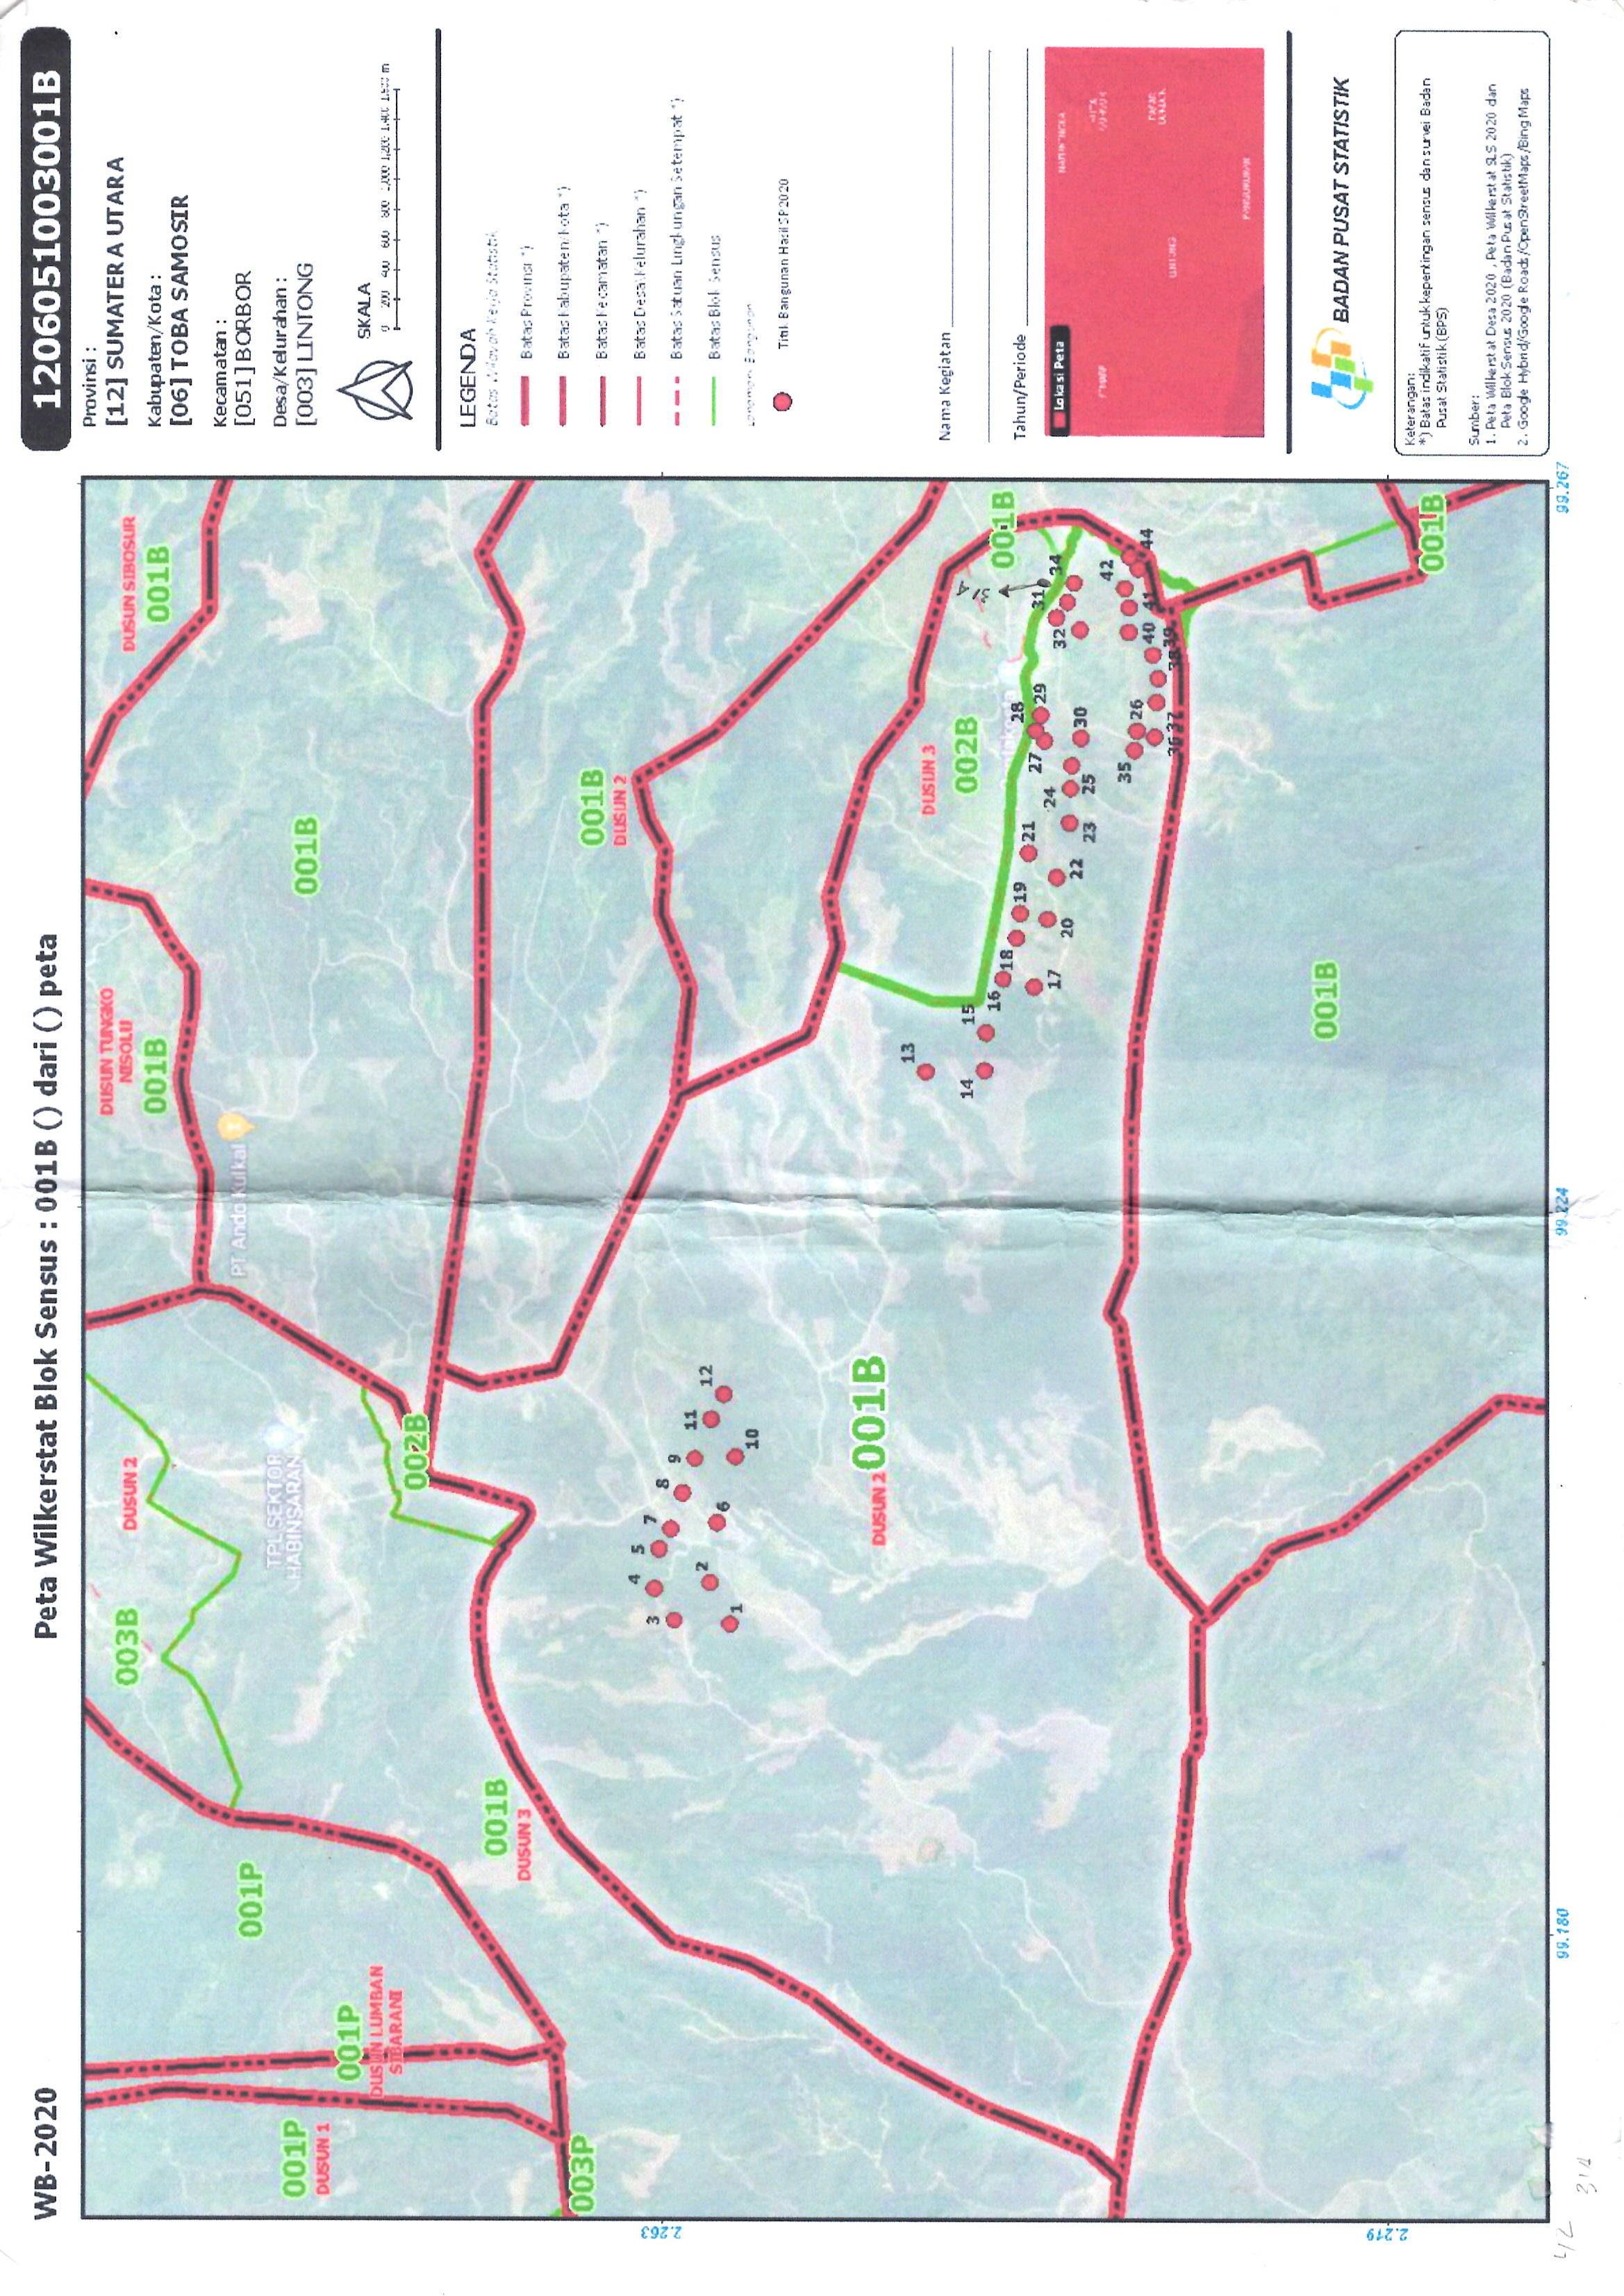 WB-2020
Peta Wilkerstat Blok Sensus : 001B () dari () peta
1206051003001B
Provinsi :
[12] SUMATERA UTARA
Kabupaten/Kota :
[06] TOBA SAMOSIR
Kecamatan :
[051] BORBOR
Desa/Kelurahan :
[003] LINTONG
SKALA
0 200 400 600 800 1,000 1,200 1,400 1,600 m
LEGENDA
Batas Wilayah Kerja Statistik
Batas Provinsi *)
Batas Kabupaten/Kota *)
Batas Kecamatan *)
Batas Desa\Kelurahan *)
Batas Satuan Lingkungan Setempat *)
Batas Blok Sensus
Bangunan
Titik Bangunan Hasil SP2020
Nama Kegiatan
Tahun/Periode
Lokasi Peta
LINTONG
PANGURURAN
BADAN PUSAT STATISTIK
Keterangan:
*) Batas indikatif untuk kepentingan sensus dan survei Badan
Pusat Statistik (BPS)
Sumber:
1. Peta Wilkerstat Desa 2020 , Peta Wilkerstat SLS 2020 dan
Peta Blok Sensus 2020 (Badan Pusat Statistik)
2. Google Hybrid/Google Roads/OpenStreetMaps/Bing Maps
003B
DUSUN 2
DUSUN TUNGKO
NISOLU
001B
DUSUN SIBOSUR
001B
001P
PT Ando Kulkal
TPL SEKTOR
HABINSARAN
001P
DUSUN 1
001B
001P
DUSUN LUMBAN
SIBARANI
002B
001B
DUSUN 3
003P
001B
DUSUN 2
3
4
5
7
8
9
11
12
2
1
6
10
DUSUN 2
001B
13
14
15
DUSUN 3
002B
31 A
001B
16
18
19
17
20
21
22
23
24
25
27
28
29
30
31
32
34
35
26
36
37
38
39
40
41
42
44
001B
001B
2.263
2.219
99.180
99.224
99.267
31A